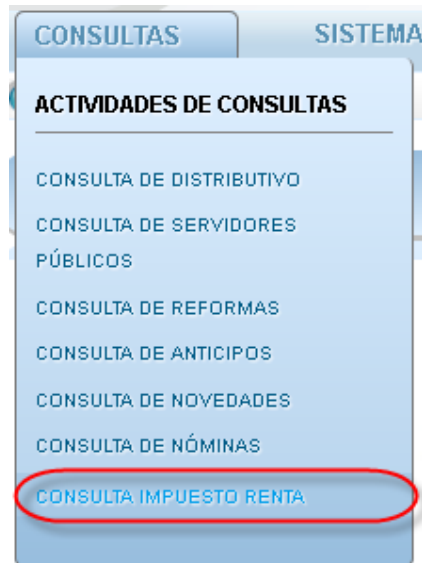 CONSULTAS SISTEMA
ACTIVIDADES DE CONSULTAS
CONSULTA DE DISTRIBUTIVO
CONSULTA DE SERVIDORES
PÚBLICOS
CONSULTA DE REFORMAS
CONSULTA DE ANTICIPOS
CONSULTA DE NOVEDADES
CONSULTA DE NÓMINAS
CONSULTA IMPUESTO RENTA